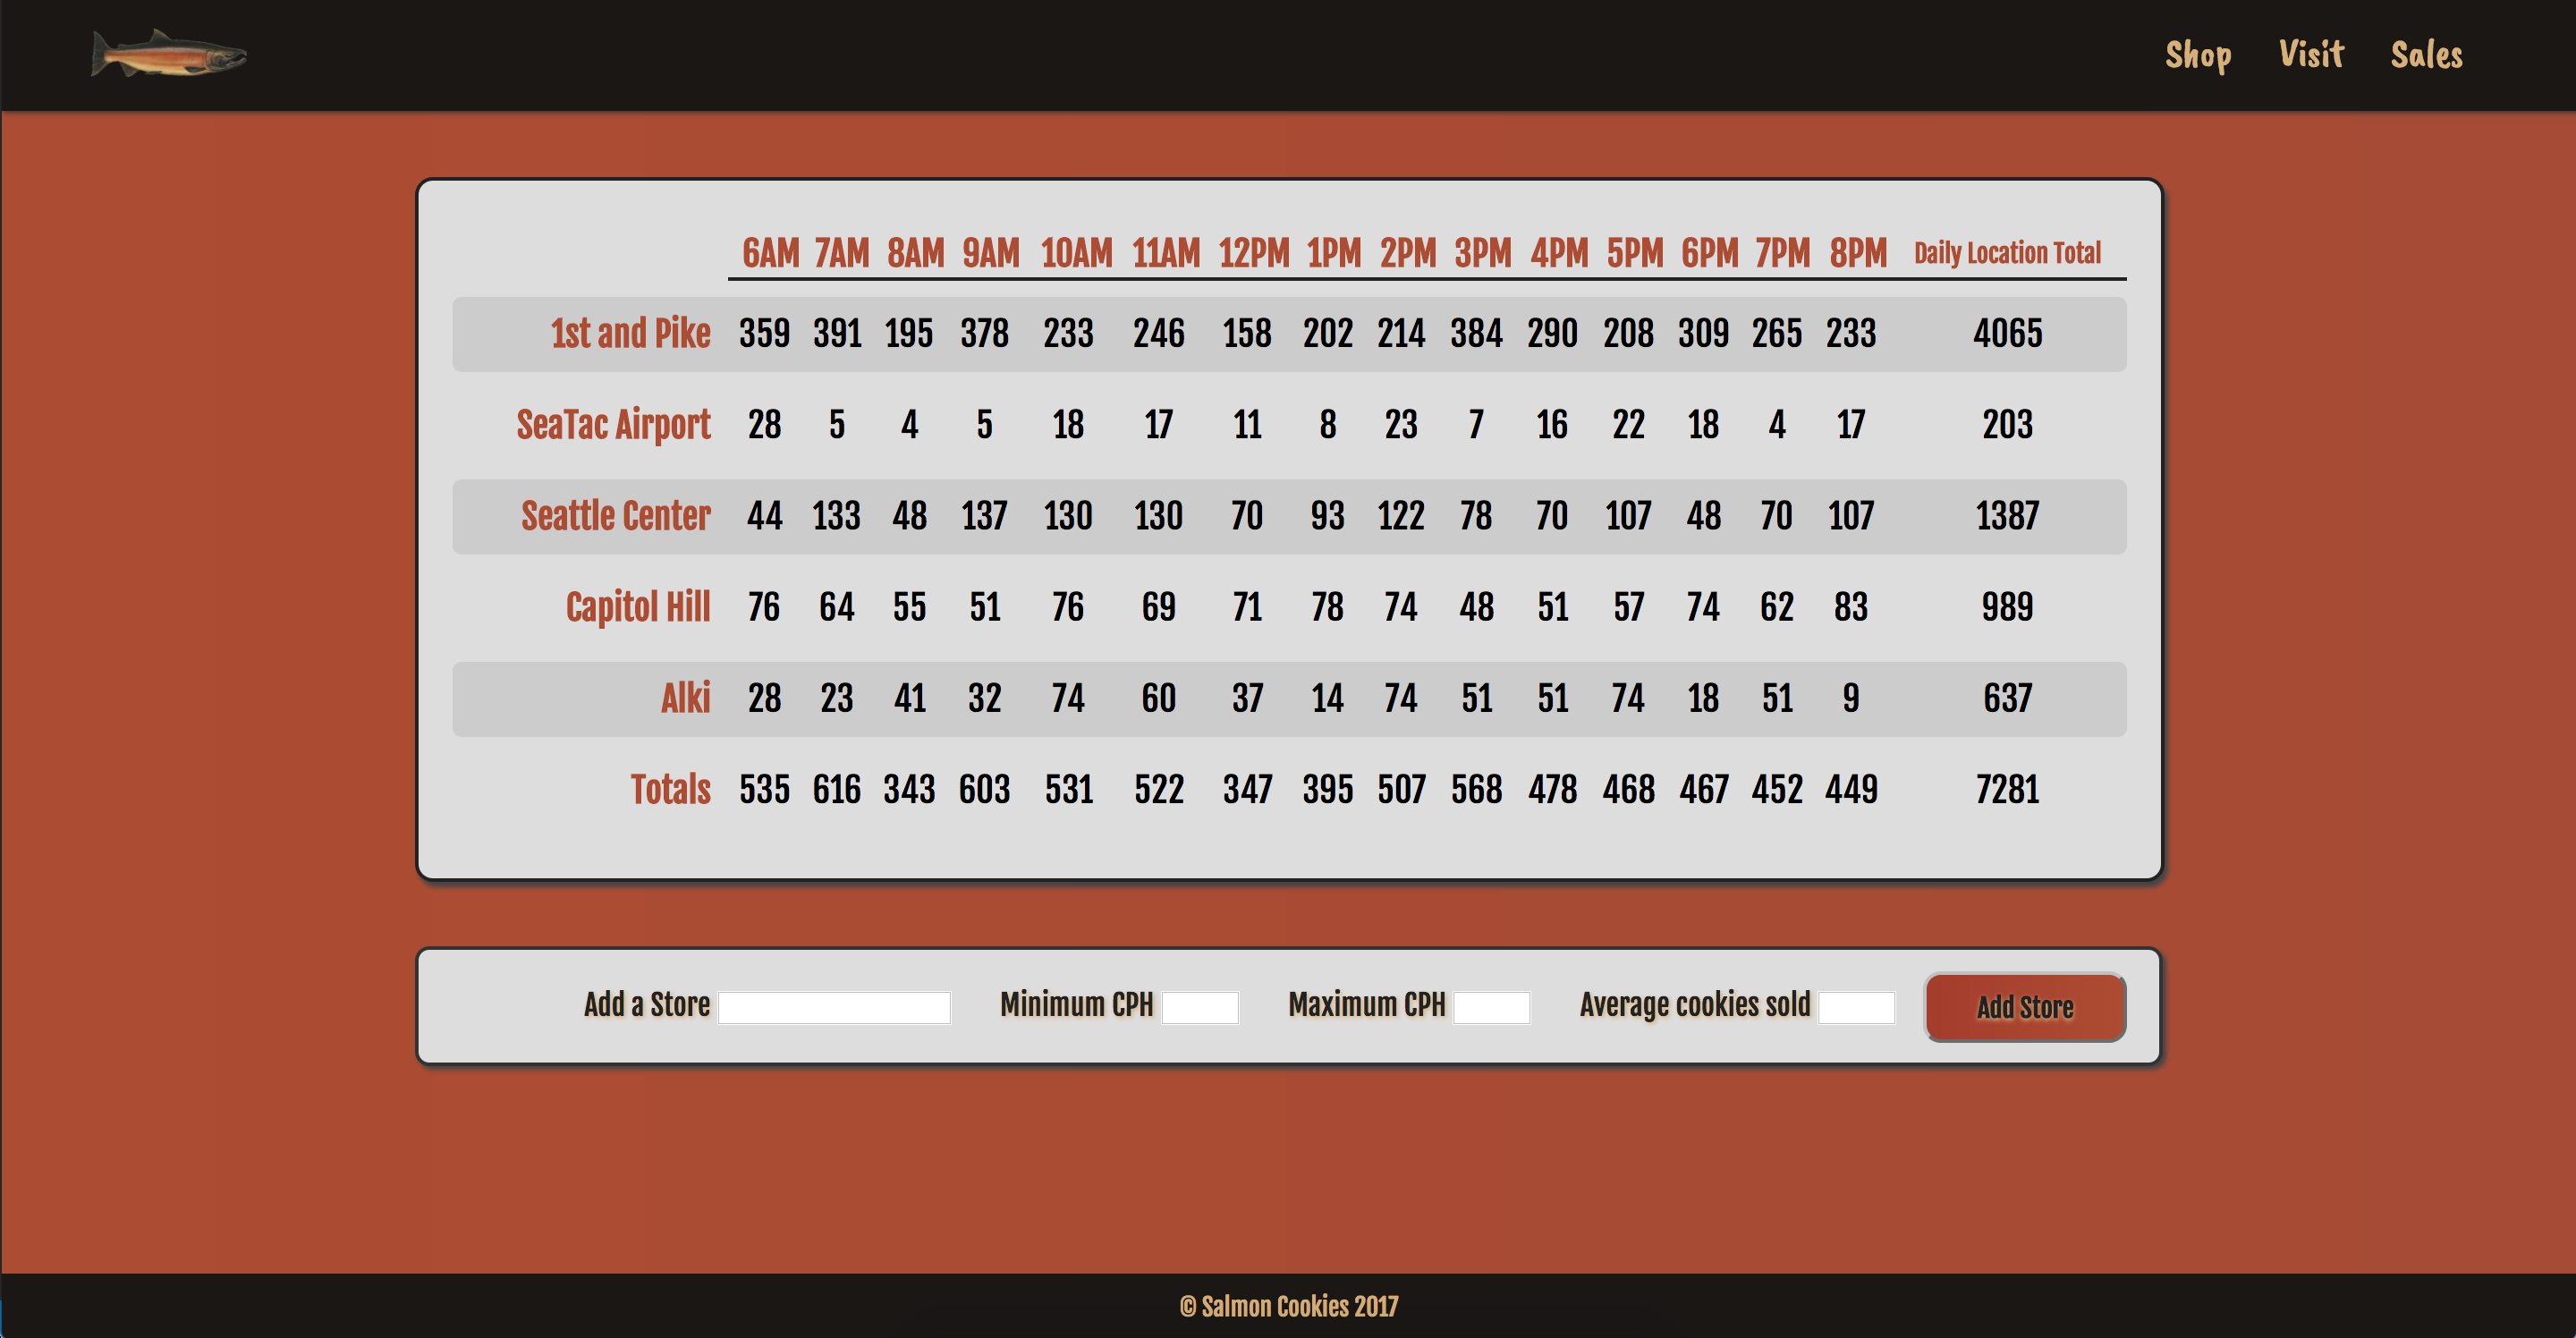 Shop Visit Sales
6AM 7AM 8AM 9AM 10AM 11AM 12PM 1PM 2PM 3PM 4PM 5PM 6PM 7PM 8PM Daily Location Total
1st and Pike 359 391 195 378 233 246 158 202 214 384 290 208 309 265 233 4065
SeaTac Airport 28 5 4 5 18 17 11 8 23 7 16 22 18 4 17 203
Seattle Center 44 133 48 137 130 130 70 93 122 78 70 107 48 70 107 1387
Capitol Hill 76 64 55 51 76 69 71 78 74 48 51 57 74 62 83 989
Alki 28 23 41 32 74 60 37 14 74 51 51 74 18 51 9 637
Totals 535 616 343 603 531 522 347 395 507 568 478 468 467 452 449 7281
Add a Store Minimum CPH Maximum CPH Average cookies sold Add Store
© Salmon Cookies 2017